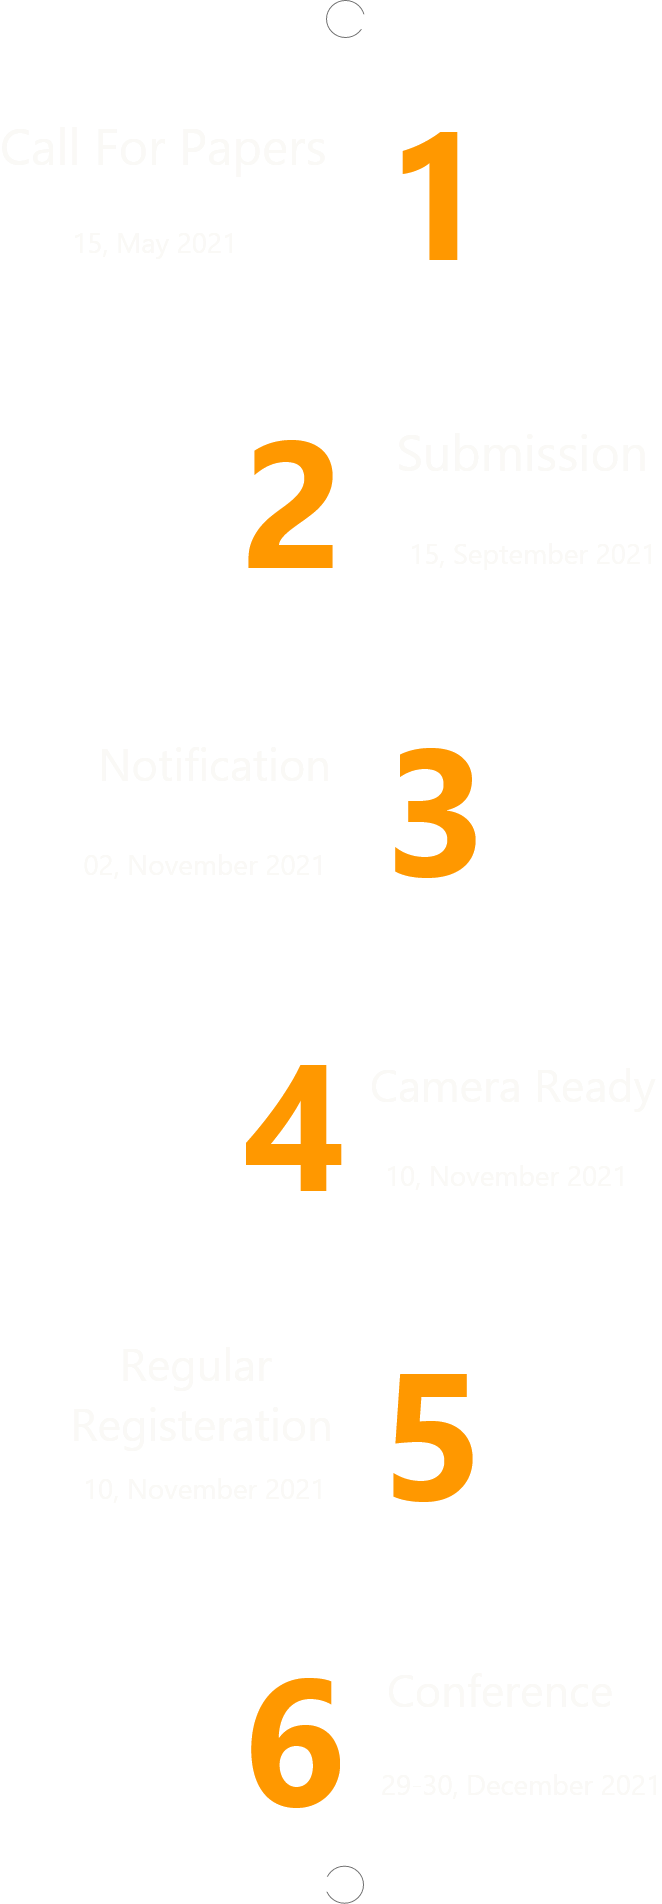 Call For Papers
1
15, May 2021
2
Submission
15, September 2021
Notification
3
02, November 2021
4
Camera Ready
10, November 2021
Regular
Registeration
5
10, November 2021
6
Conference
29-30, December 2021